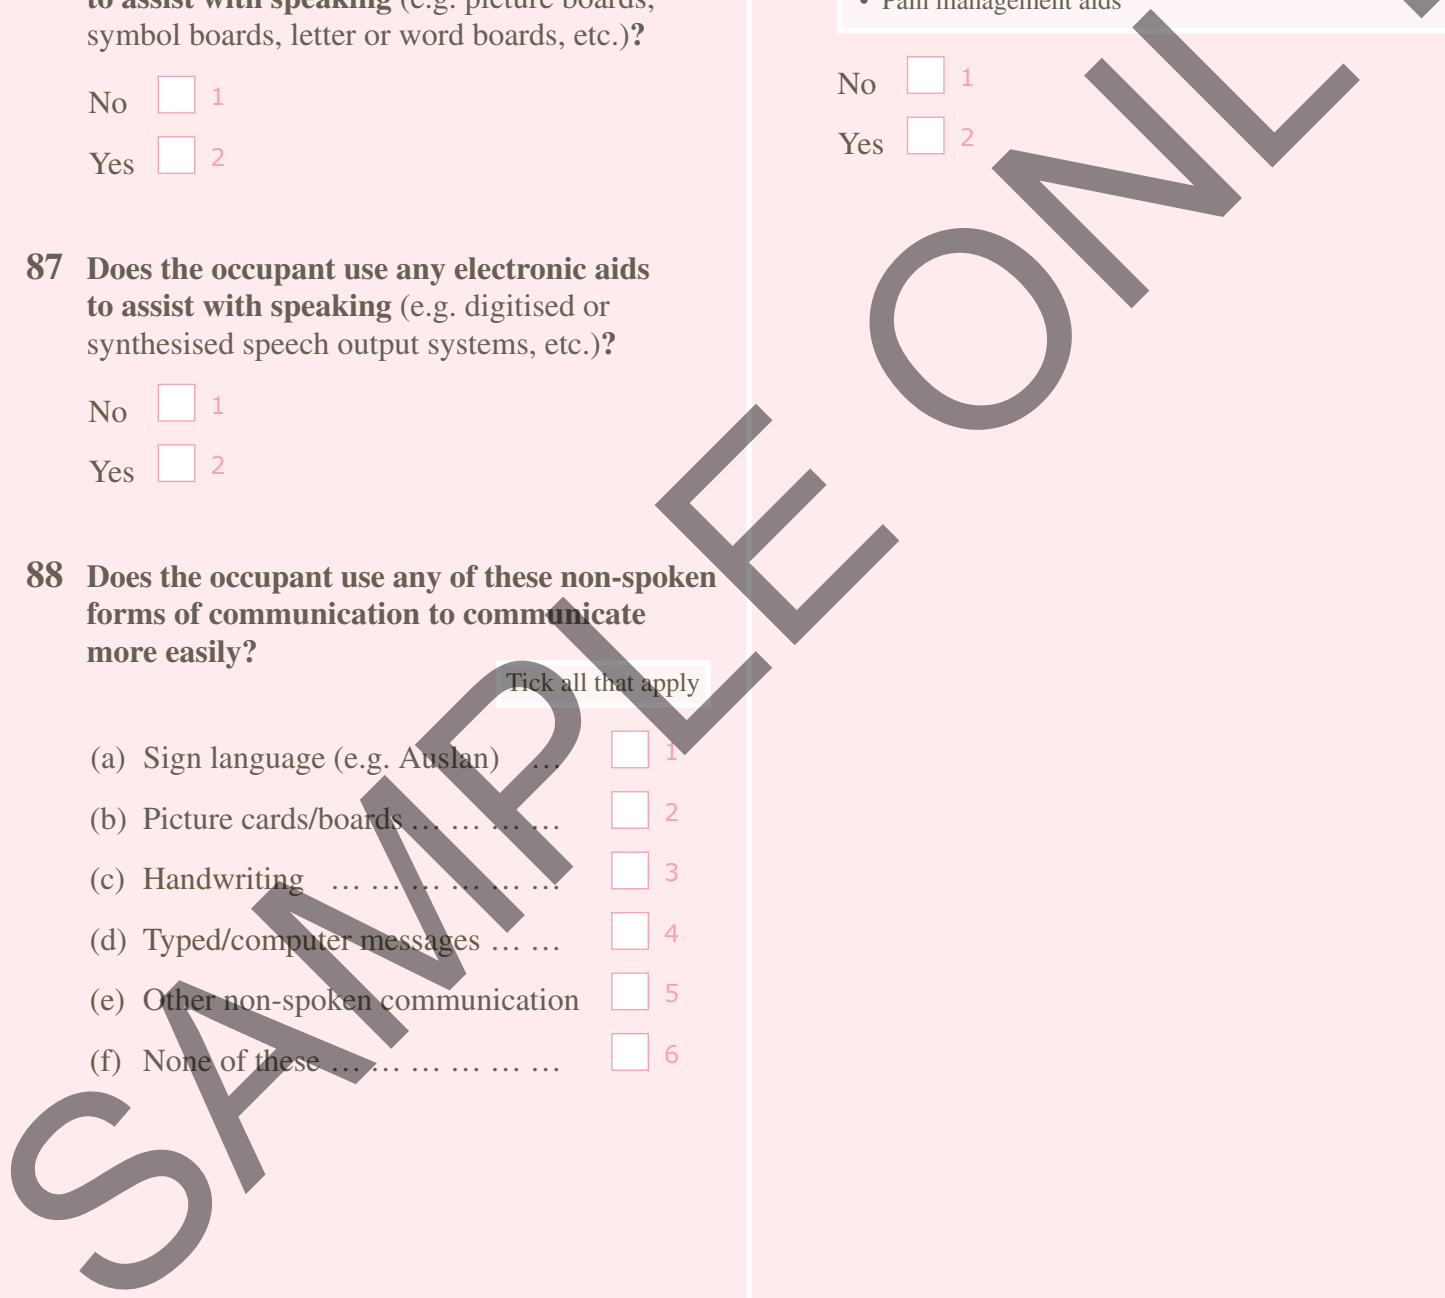 to assist with speaking (e.g. picture boards,
symbol boards, letter or word boards, etc.)?
No 1
Yes 2
87 Does the occupant use any electronic aids
to assist with speaking (e.g. digitised or
synthesised speech output systems, etc.)?
No 1
Yes 2
88 Does the occupant use any of these non-spoken
forms of communication to communicate
more easily?
Tick all that apply
(a) Sign language (e.g. Auslan) … 1
(b) Picture cards/boards … … … … 2
(c) Handwriting … … … … … … 3
(d) Typed/computer messages … … 4
(e) Other non-spoken communication 5
(f) None of these … … … … … … 6
• Pain management aids
No 1
Yes 2
SAMPLE ONL